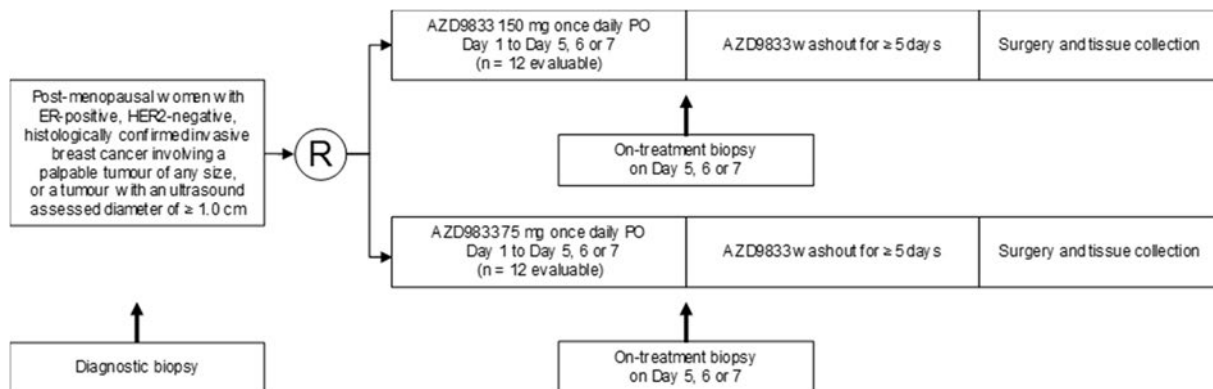 Post-menopausal women with
ER-positive, HER2-negative,
histologically confirmed invasive
breast cancer involving a
palpable tumour of any size,
or a tumour with an ultrasound
assessed diameter of ≥ 1.0 cm
Diagnostic biopsy
R
AZD9833 150 mg once daily PO
Day 1 to Day 5, 6 or 7
(n = 12 evaluable)
AZD9833 washout for ≥ 5 days
Surgery and tissue collection
On-treatment biopsy
on Day 5, 6 or 7
AZD9833 75 mg once daily PO
Day 1 to Day 5, 6 or 7
(n = 12 evaluable)
AZD9833 washout for ≥ 5 days
Surgery and tissue collection
On-treatment biopsy
on Day 5, 6 or 7